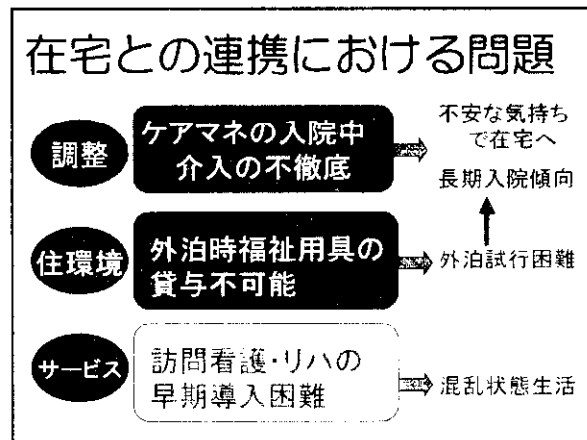 在宅との連携における問題
調整
ケアマネの入院中
介入の不徹底
不安な気持ち
で在宅へ
長期入院傾向
住環境
外泊時福祉用具の
貸与不可能
外泊試行困難
サービス
訪問看護・リハの
早期導入困難
混乱状態生活